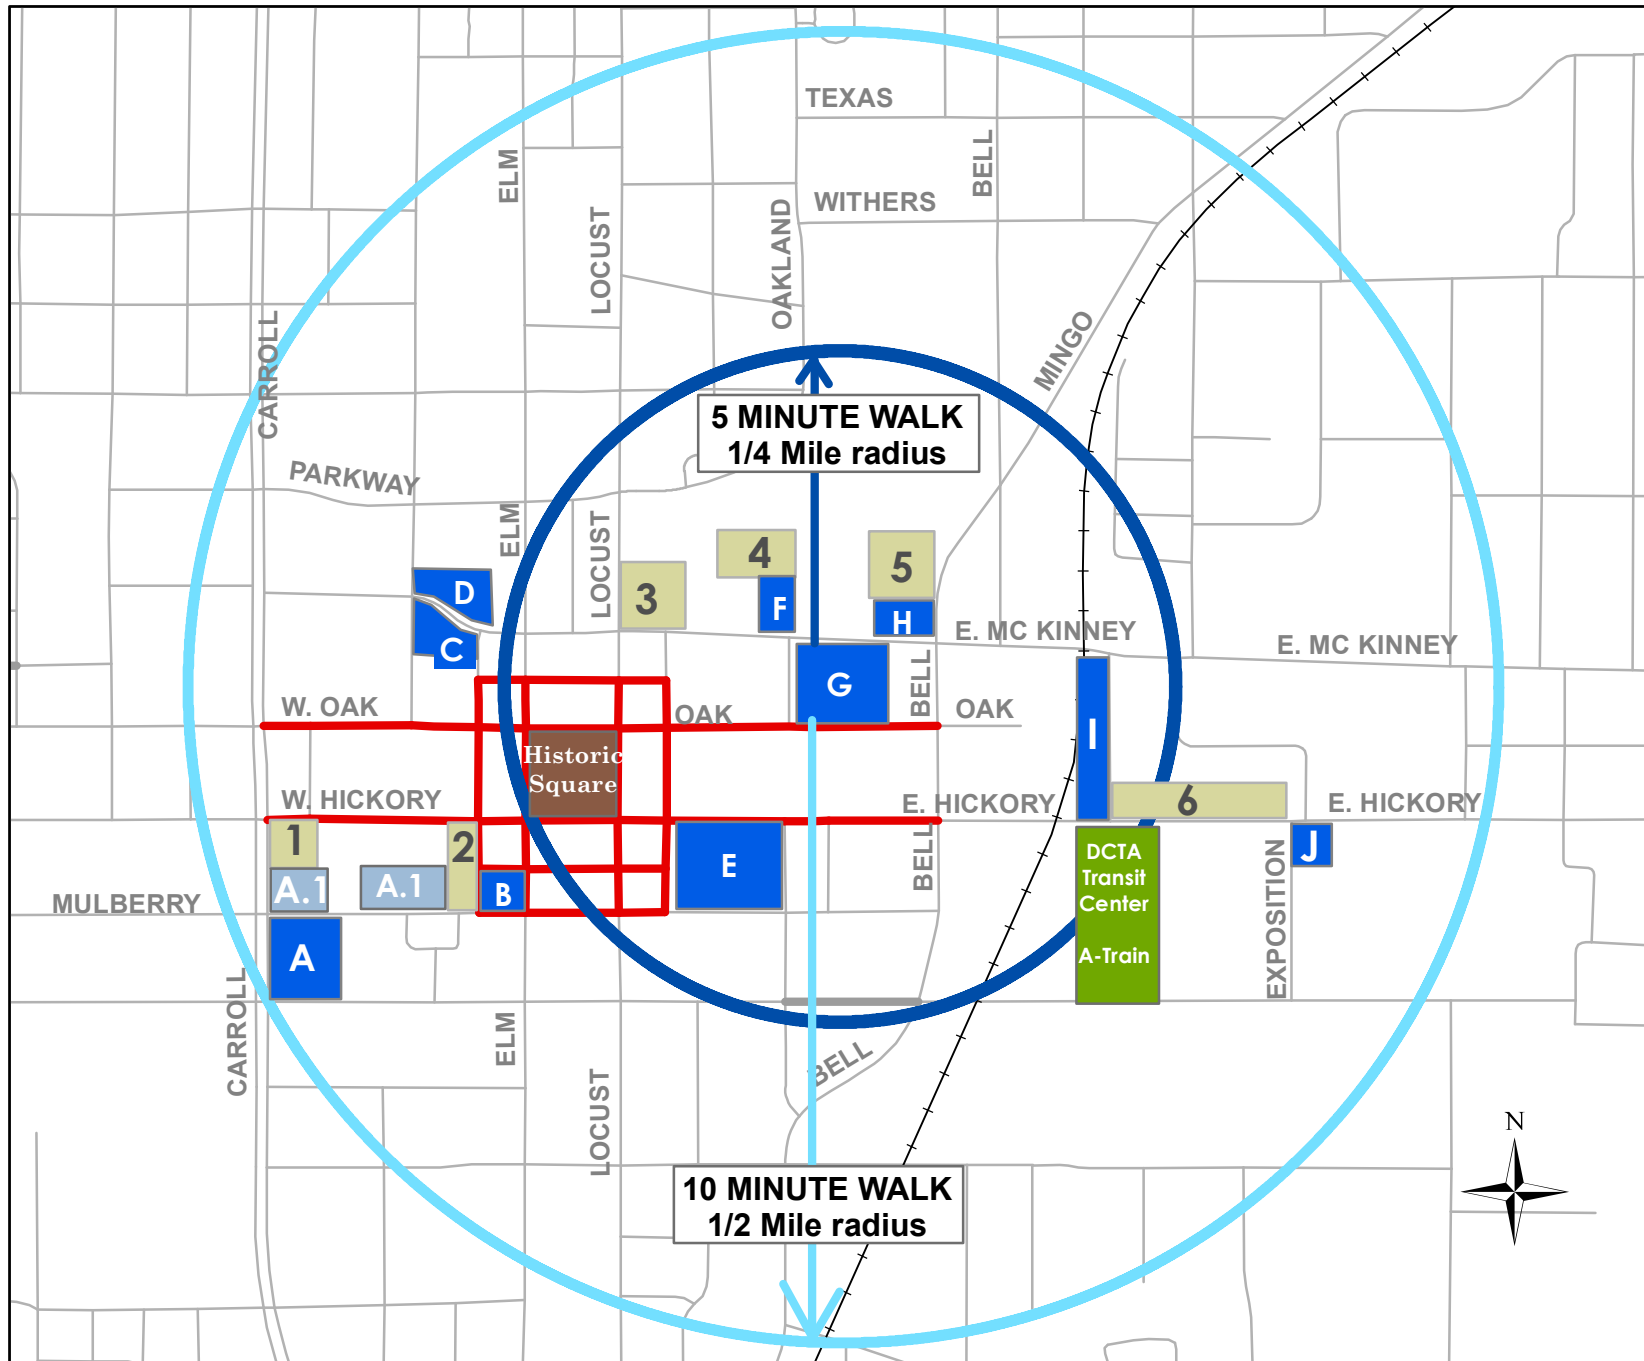 TEXAS
ELM
BELL
WITHERS
LOCUST
OAKLAND
CARROLL
MINGO
5 MINUTE WALK
1/4 Mile radius
PARKWAY
ELM
LOCUST
4
5
3
D
F
H
C
E. MC KINNEY
E. MC KINNEY
G
BELL
W. OAK
OAK
OAK
I
Historic
Square
W. HICKORY
E. HICKORY
6
E. HICKORY
1
2
BELL
J
DCTA
Transit
Center
A-Train
E
A.1
A.1
B
MULBERRY
A
EXPOSITION
CARROLL
ELM
BELL
LOCUST
N
10 MINUTE WALK
1/2 Mile radius